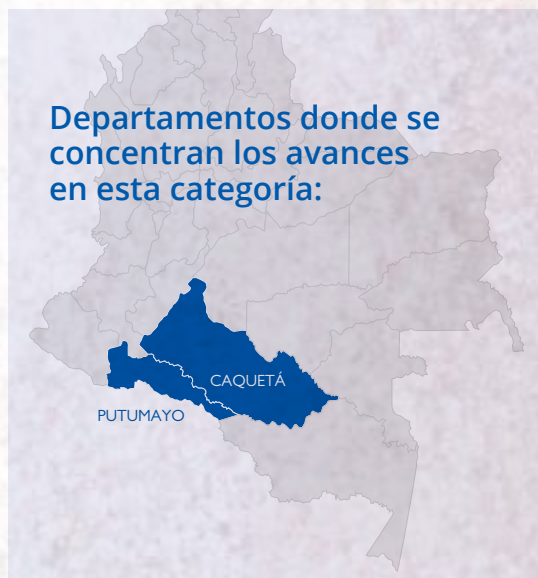 Departamentos donde se
concentran los avances
en esta categoría:
CAQUETÁ
PUTUMAYO